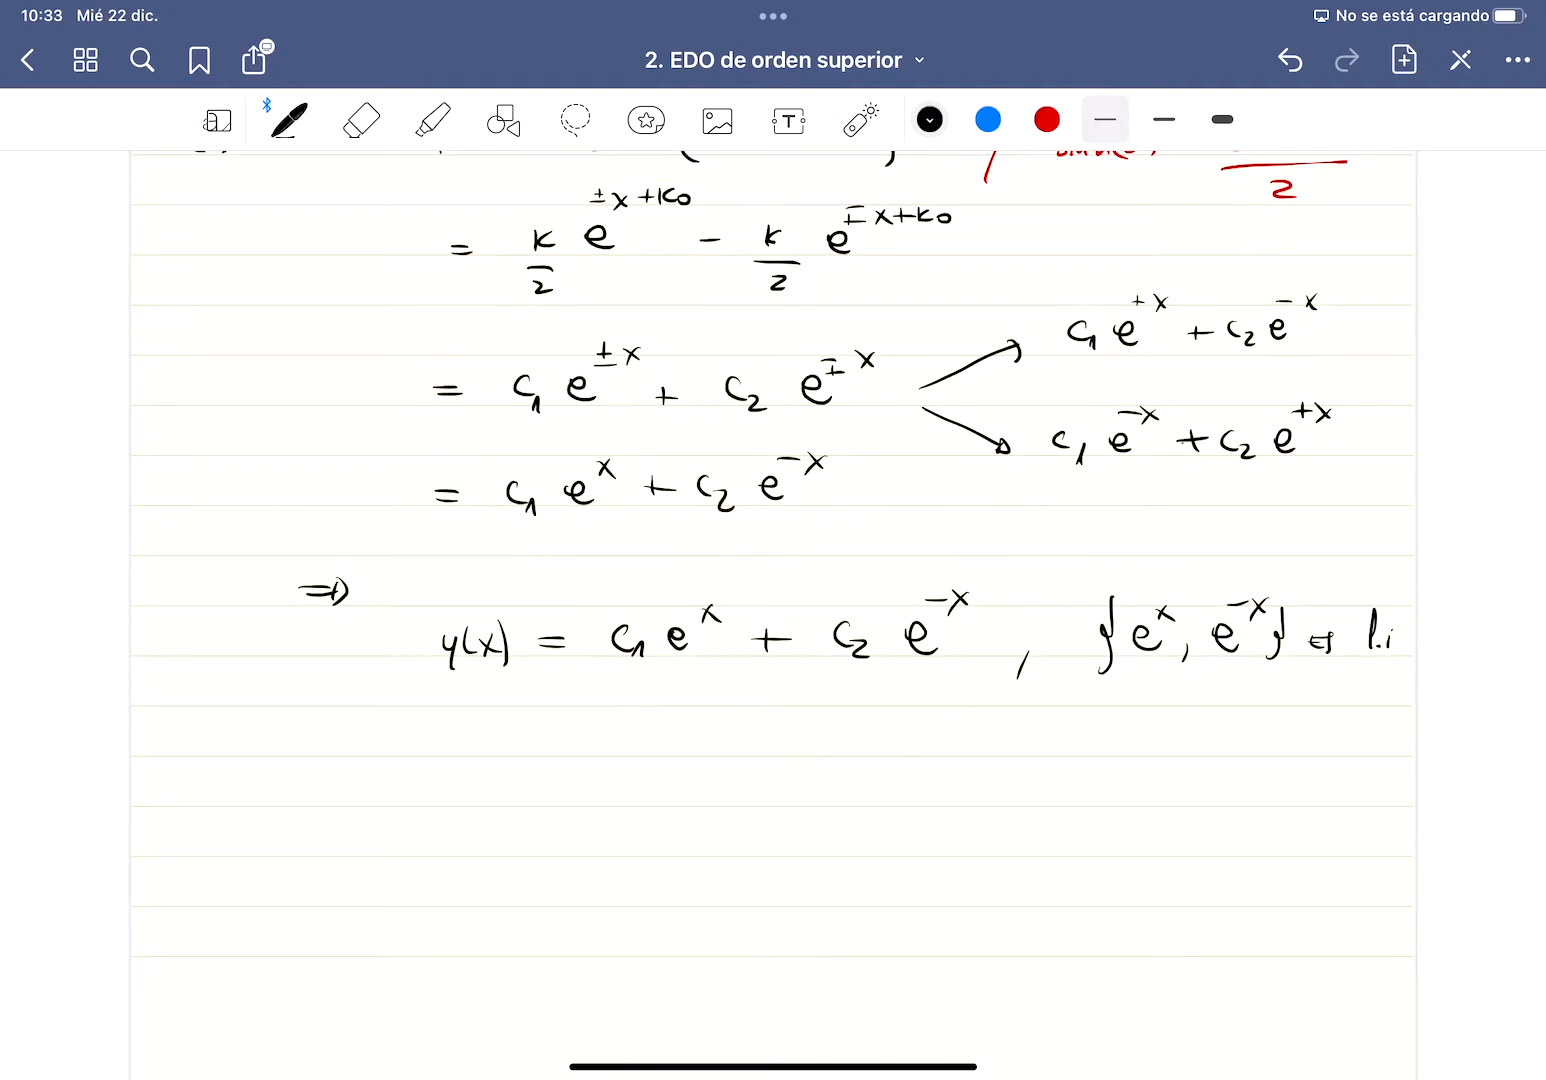 10:33 Mié 22 dic. No se está cargando
2. EDO de orden superior
2
= k/2 e^{±x+k0} - k/2 e^{∓x+k0}
= c1 e^{±x} + c2 e^{∓x}
c1 e^{+x} + c2 e^{-x}
c1 e^{-x} + c2 e^{+x}
= c1 e^{x} + c2 e^{-x}
⇒
y(x) = c1 e^{x} + c2 e^{-x} , {e^{x}, e^{-x}} es l.i